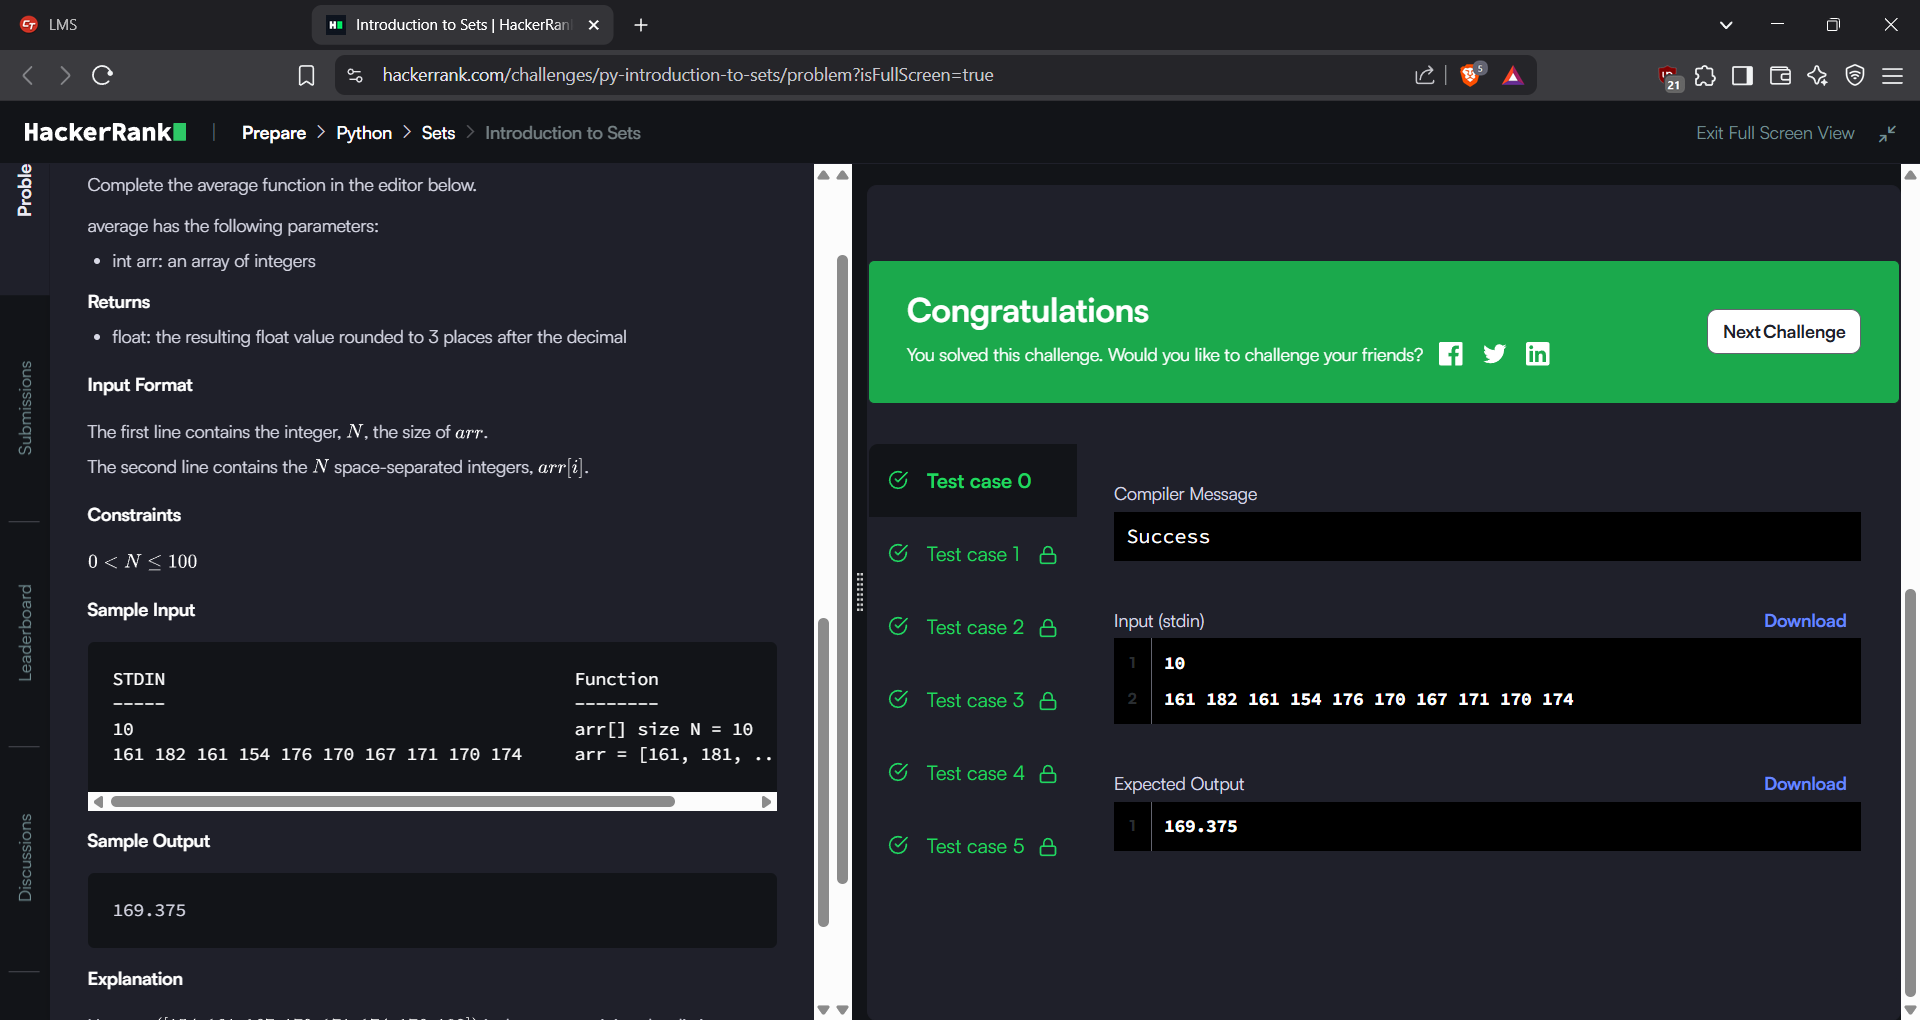 LMS
Introduction to Sets | HackerRan
hackerrank.com/challenges/py-introduction-to-sets/problem?isFullScreen=true
5
21
HackerRank
Prepare > Python > Sets > Introduction to Sets
Exit Full Screen View
Proble
Submissions
Leaderboard
Discussions
Complete the average function in the editor below.
average has the following parameters:
• int arr: an array of integers
Returns
• float: the resulting float value rounded to 3 places after the decimal
Input Format
The first line contains the integer, N, the size of arr.
The second line contains the N space-separated integers, arr[i].
Constraints
0 < N ≤ 100
Sample Input
STDIN Function
----- --------
10 arr[] size N = 10
161 182 161 154 176 170 167 171 170 174 arr = [161, 181, ..
Sample Output
169.375
Explanation
Congratulations
You solved this challenge. Would you like to challenge your friends?
Next Challenge
Test case 0
Test case 1
Test case 2
Test case 3
Test case 4
Test case 5
Compiler Message
Success
Input (stdin)
Download
1 10
2 161 182 161 154 176 170 167 171 170 174
Expected Output
Download
1 169.375